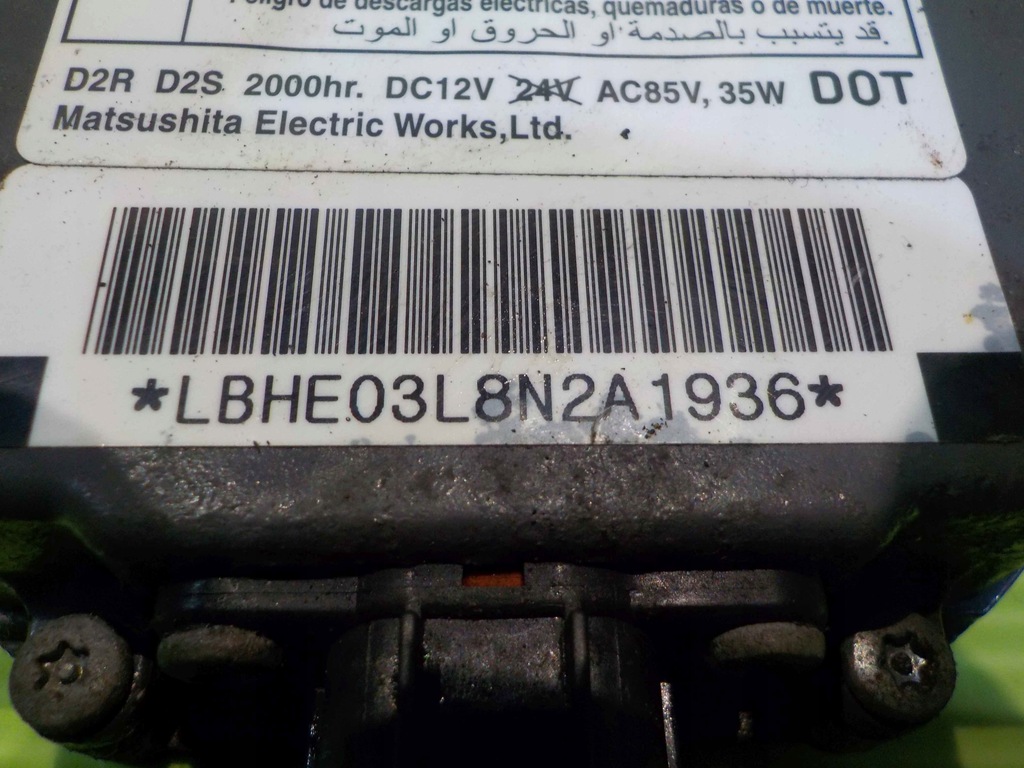 Peligro de descargas electricas, quemaduras o de muerte.
قد يتسبب بالصدمة او الحروق او الموت.
D2R D2S 2000hr. DC12V 24V AC85V, 35W DOT
Matsushita Electric Works,Ltd.
*LBHE03L8N2A1936*